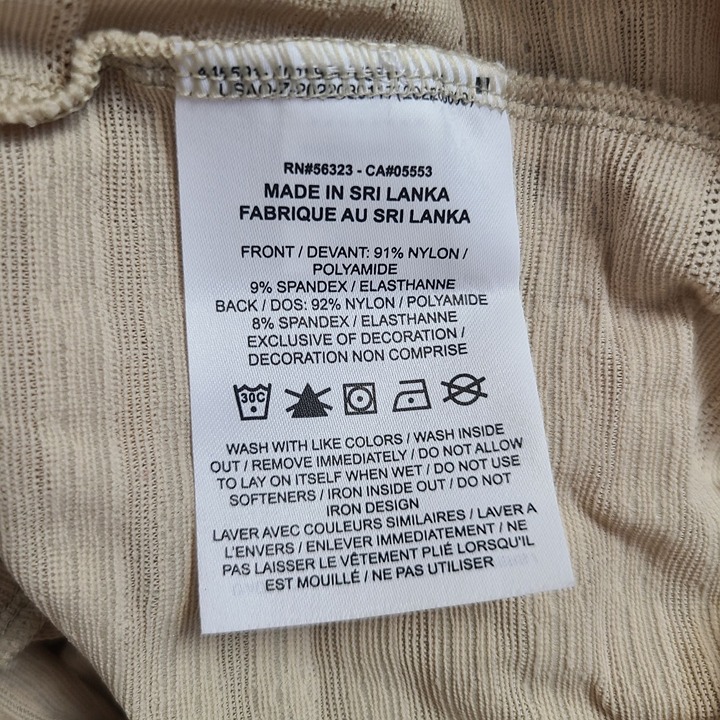 RN#56323 - CA#05553
MADE IN SRI LANKA
FABRIQUE AU SRI LANKA
FRONT / DEVANT: 91% NYLON /
POLYAMIDE
9% SPANDEX / ELASTHANNE
BACK / DOS: 92% NYLON / POLYAMIDE
8% SPANDEX / ELASTHANNE
EXCLUSIVE OF DECORATION /
DECORATION NON COMPRISE
30C
WASH WITH LIKE COLORS / WASH INSIDE
OUT / REMOVE IMMEDIATELY / DO NOT ALLOW
TO LAY ON ITSELF WHEN WET / DO NOT USE
SOFTENERS / IRON INSIDE OUT / DO NOT
IRON DESIGN
LAVER AVEC COULEURS SIMILAIRES / LAVER A
L'ENVERS / ENLEVER IMMEDIATEMENT / NE
PAS LAISSER LE VÊTEMENT PLIÉ LORSQU'IL
EST MOUILLÉ / NE PAS UTILISER